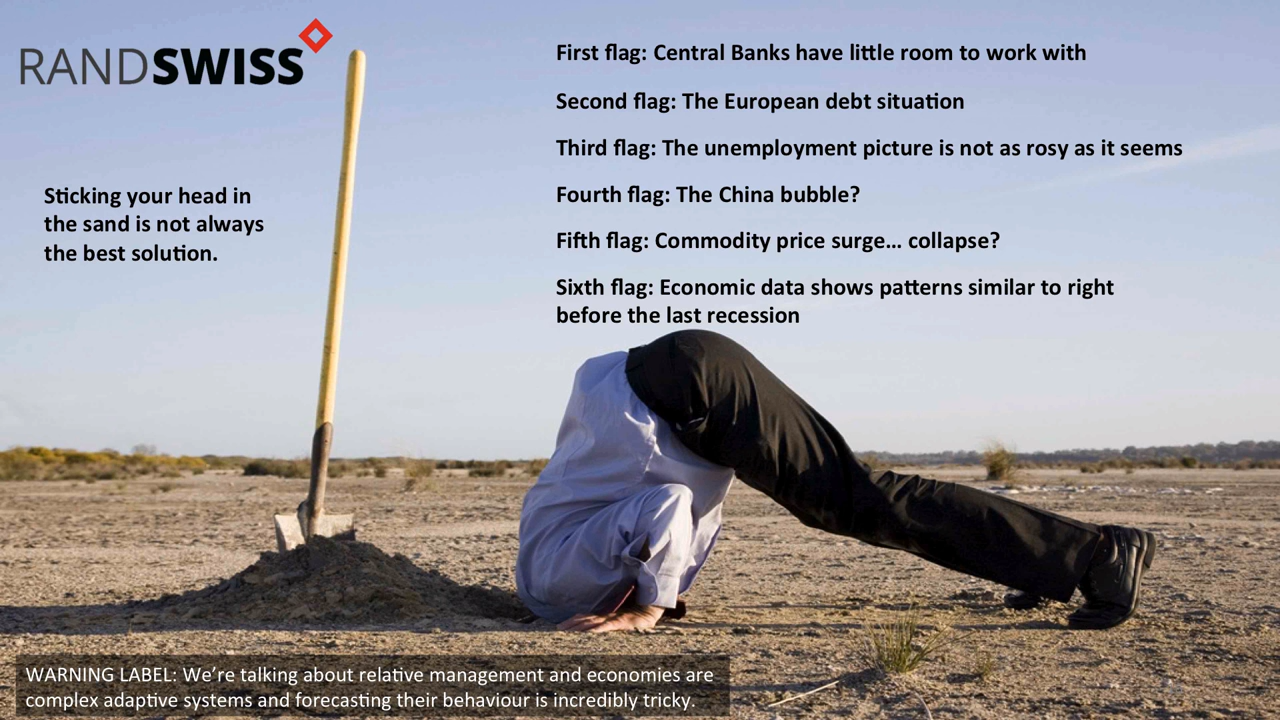 RANDSWISS
Sticking your head in
the sand is not always
the best solution.
First flag: Central Banks have little room to work with
Second flag: The European debt situation
Third flag: The unemployment picture is not as rosy as it seems
Fourth flag: The China bubble?
Fifth flag: Commodity price surge... collapse?
Sixth flag: Economic data shows patterns similar to right
before the last recession
WARNING LABEL: We’re talking about relative management and economies are
complex adaptive systems and forecasting their behaviour is incredibly tricky.